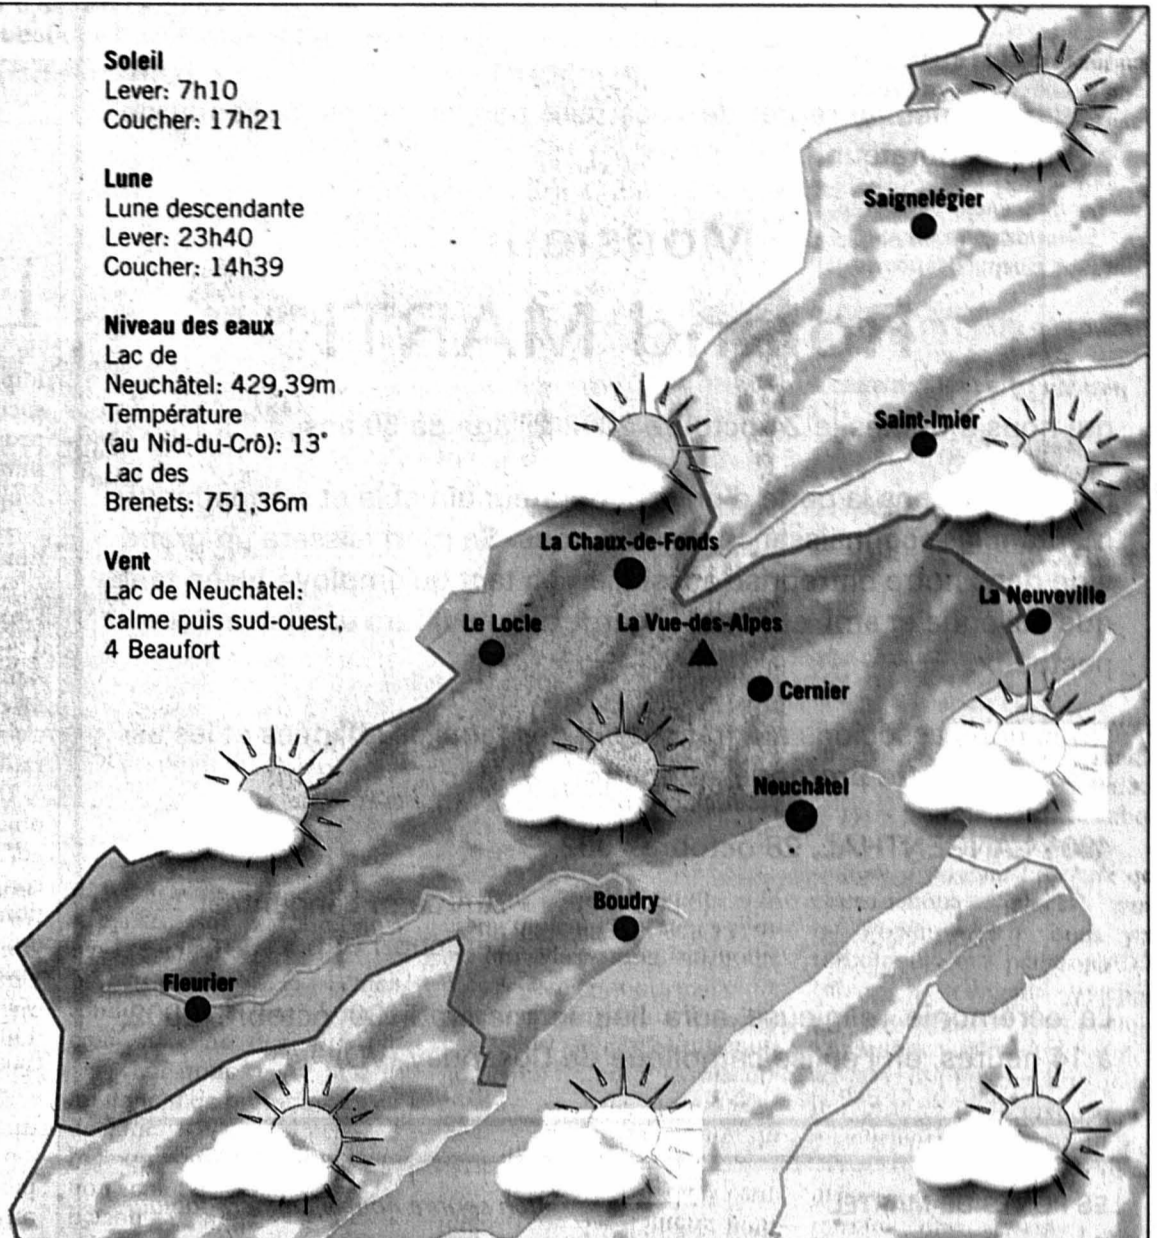 Soleil
Lever: 7h10
Coucher: 17h21
Lune
Lune descendante
Lever: 23h40
Coucher: 14h39
Niveau des eaux
Lac de
Neuchâtel: 429,39m
Température
(au Nid-du-Crô): 13°
Lac des
Brenets: 751,36m
Vent
Lac de Neuchâtel:
calme puis sud-ouest,
4 Beaufort
Saignelégier
Saint-Imier
La Chaux-de-Fonds
La Neuveville
Le Locle
La Vue-des-Alpes
Cernier
Neuchâtel
Boudry
Fleurier